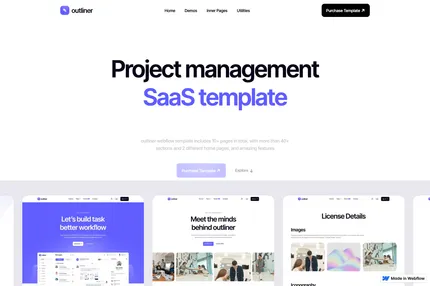 outliner
Home
Demos
Inner Pages
Utilities
Purchase Template ↗
Project management
SaaS template
outliner webflow template includes 15+ pages in total, with more than 40+
sections and 2 different home pages, and amazing features
Purchase Template ↗
Explore ↓
Let's build task
better workflow
Meet the minds
behind outliner
License Details
Images
Made in Webflow